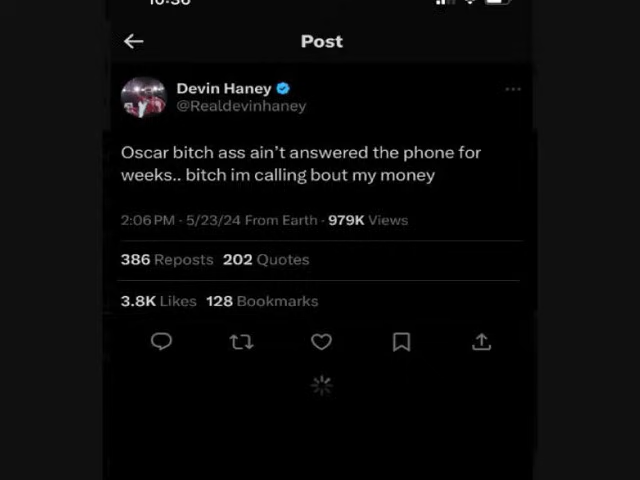 10:36
Post
Devin Haney
@Realdevinhaney
Oscar bitch ass ain't answered the phone for
weeks.. bitch im calling bout my money
2:06 PM · 5/23/24 From Earth · 979K Views
386 Reposts 202 Quotes
3.8K Likes 128 Bookmarks